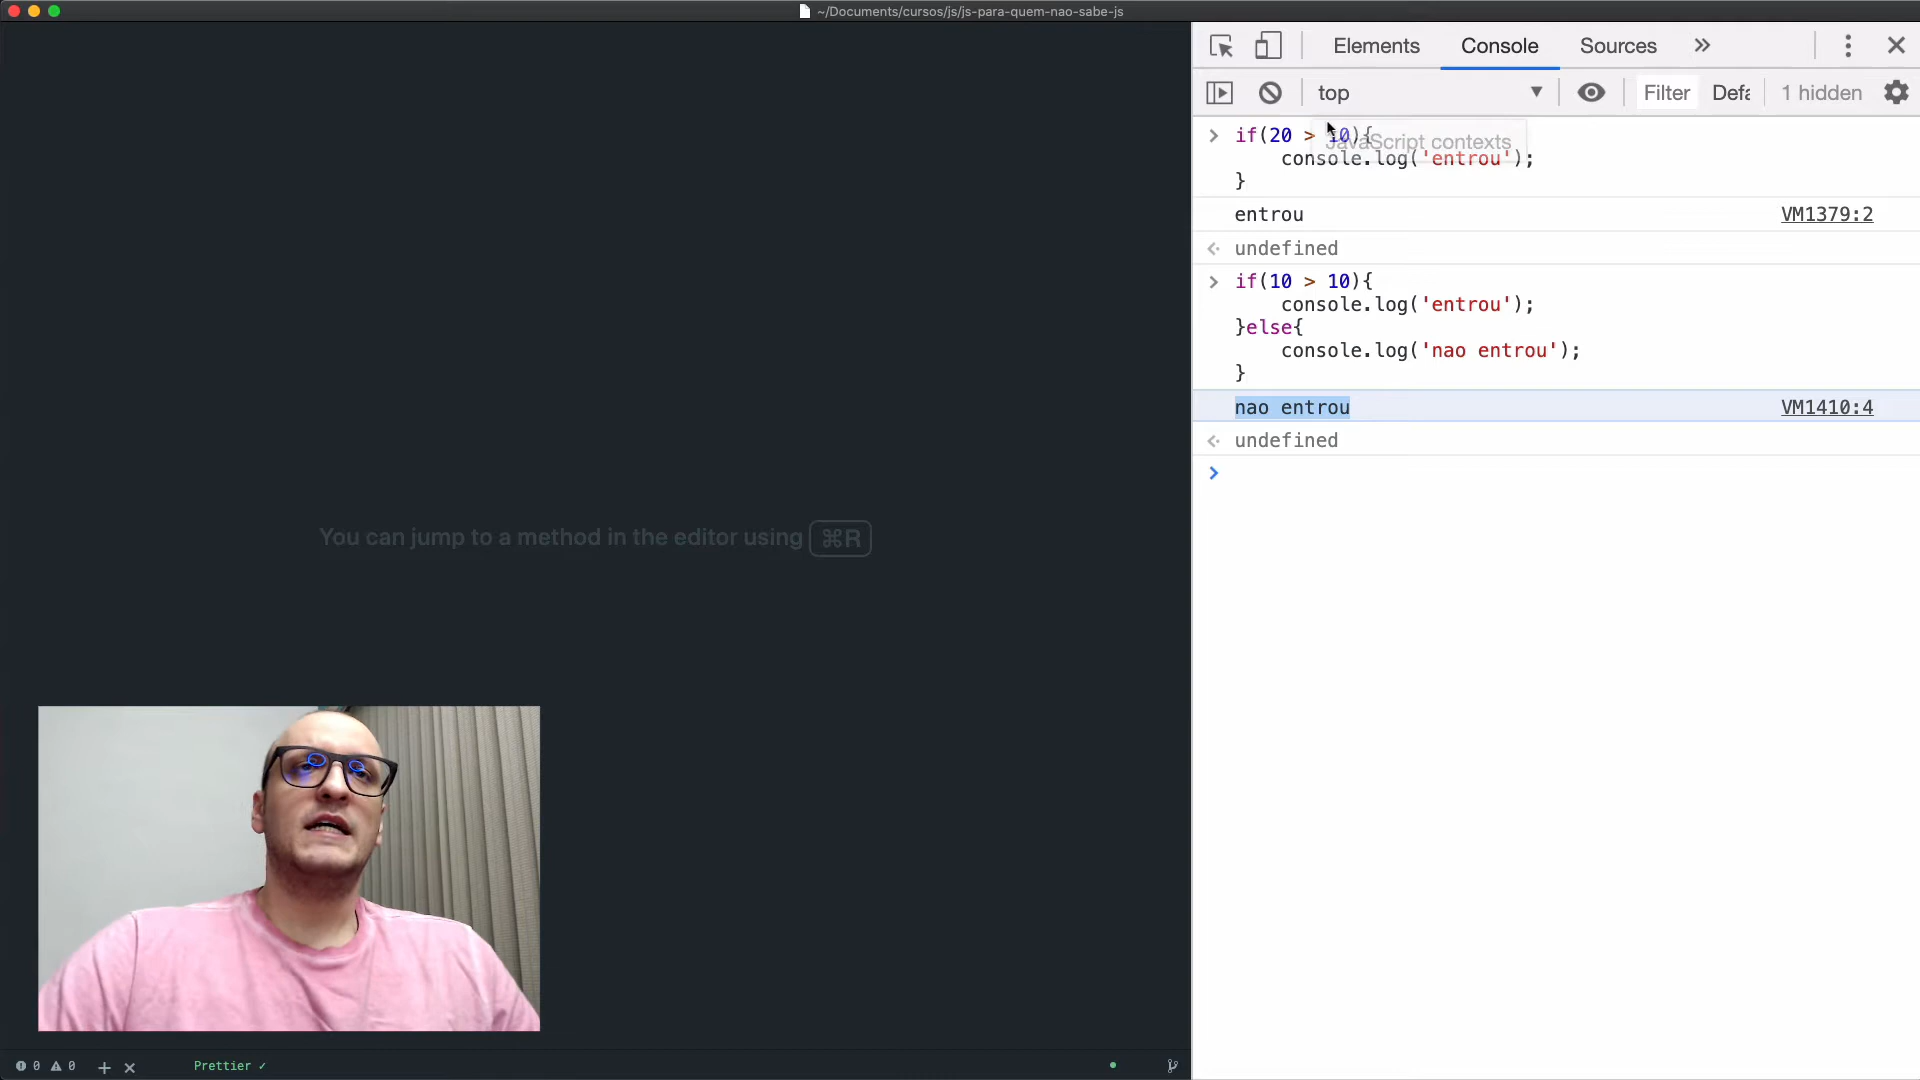 ~/Documents/cursos/js/js-para-quem-nao-sabe-js
Elements Console Sources
top Filter Defa 1 hidden
if(20 > 10){
JavaScript contexts
console.log('entrou');
}
entrou VM1379:2
undefined
if(10 > 10){
console.log('entrou');
}else{
console.log('nao entrou');
}
nao entrou VM1410:4
undefined
You can jump to a method in the editor using ⌘R
0 0 + × Prettier ✓